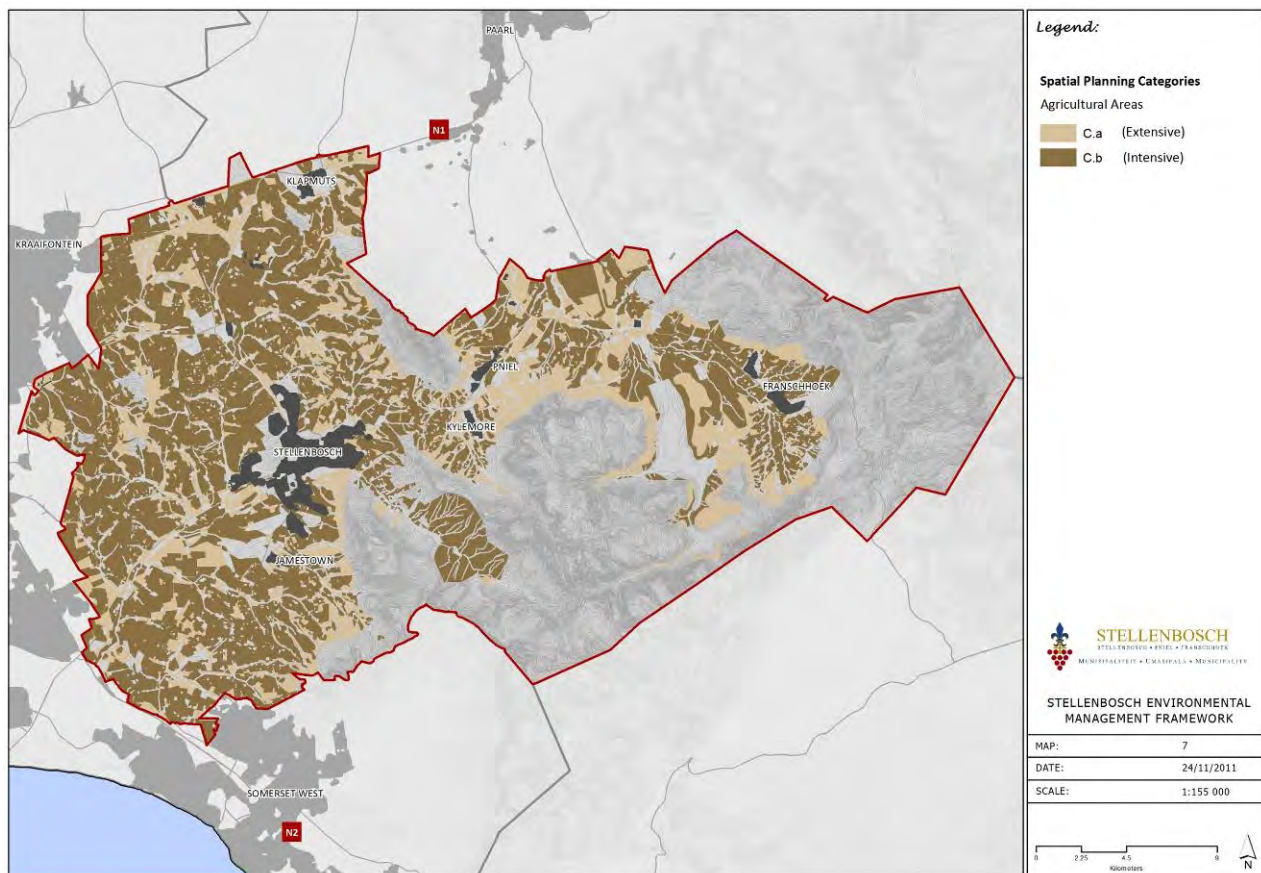 PAARL
N1
KLAPMUTS
KRAAIFONTEIN
PNIEL
FRANSCHHOEK
KYLEMORE
STELLENBOSCH
JAMESTOWN
SOMERSET WEST
N2
Legend:
Spatial Planning Categories
Agricultural Areas
C.a (Extensive)
C.b (Intensive)
STELLENBOSCH
STELLENBOSCH • PNIEL • FRANSCHHOEK
MUNISIPALITEIT • UMASIPALA • MUNICIPALITY
STELLENBOSCH ENVIRONMENTAL
MANAGEMENT FRAMEWORK
MAP: 7
DATE: 24/11/2011
SCALE: 1:155 000
0 2.25 4.5 9
Kilometers
N